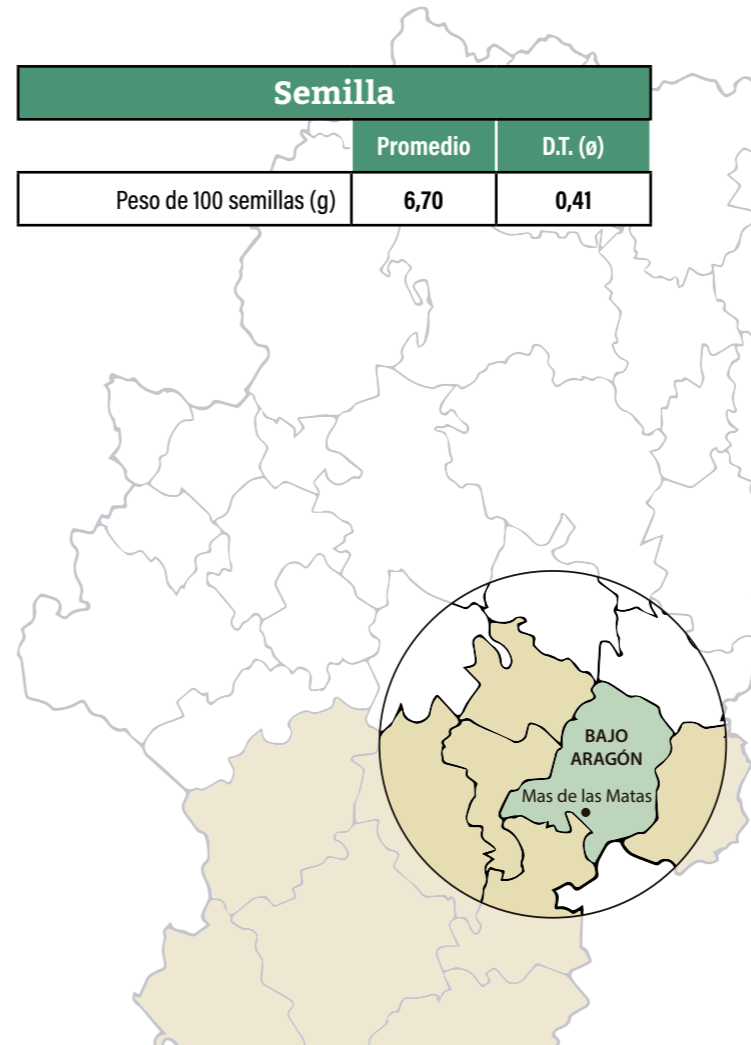 Semilla
Promedio D.T. (ø)
Peso de 100 semillas (g) 6,70 0,41
BAJO
ARAGÓN
Mas de las Matas